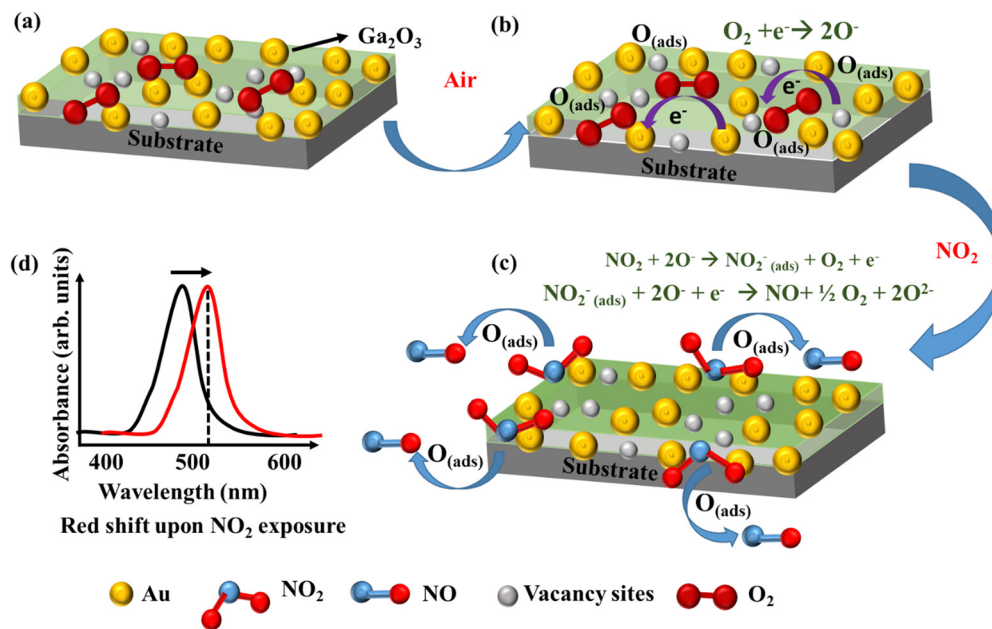 (a)
Ga₂O₃
Substrate
Air
(b)
O₂ +e⁻→ 2O⁻
O(ads)
O(ads)
O(ads)
O(ads)
e⁻
e⁻
Substrate
NO₂
(c)
NO₂ + 2O⁻ → NO₂⁻(ads) + O₂ + e⁻
NO₂⁻(ads) + 2O⁻ + e⁻ → NO+ ½ O₂ + 2O²⁻
O(ads)
O(ads)
O(ads)
O(ads)
Substrate
(d)
Absorbance (arb. units)
400 500 600
Wavelength (nm)
Red shift upon NO₂ exposure
Au NO₂ NO Vacancy sites O₂